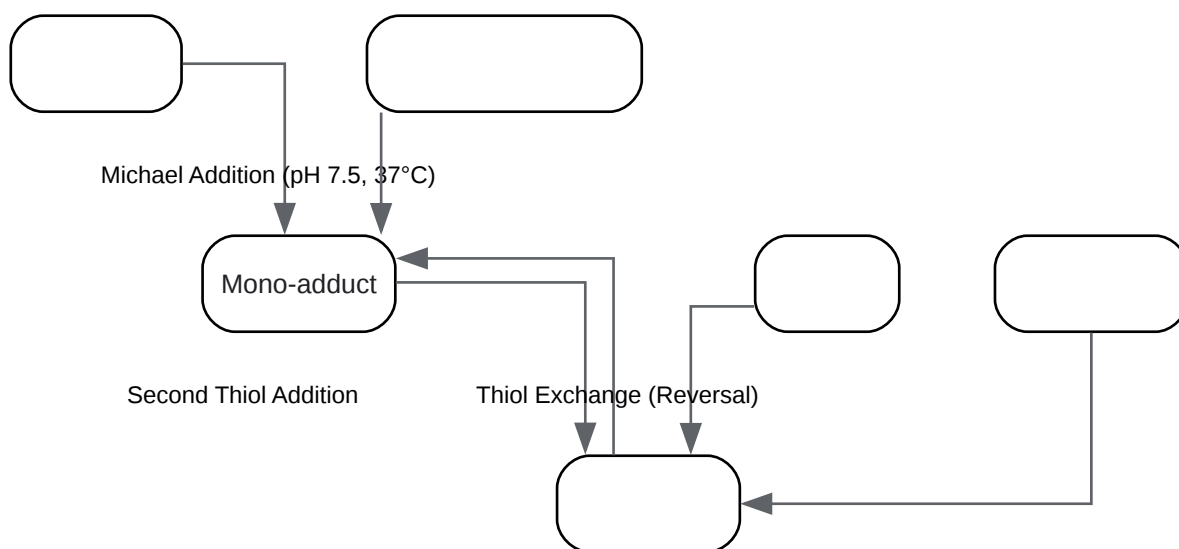 Michael Addition (pH 7.5, 37°C)
Mono-adduct
Second Thiol Addition
Thiol Exchange (Reversal)